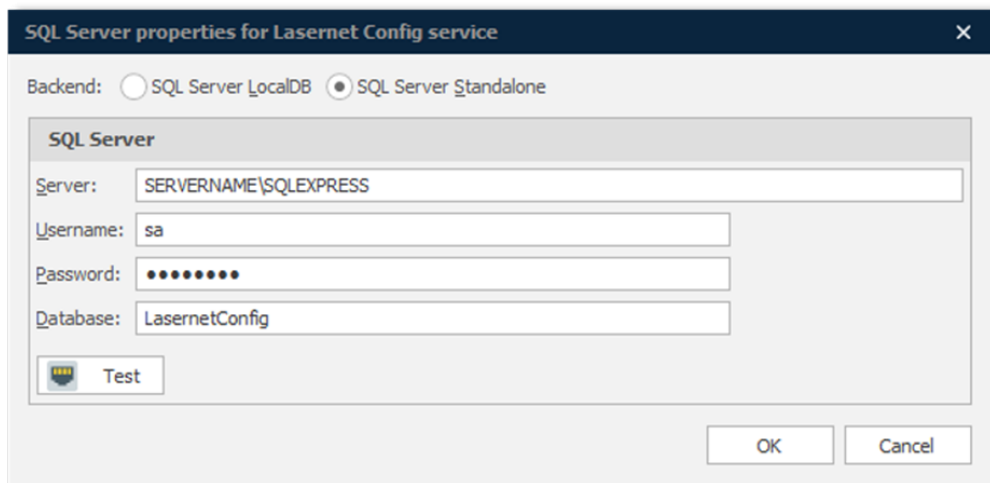 SQL Server properties for Lasernet Config service
Backend: SQL Server LocalDB SQL Server Standalone
SQL Server
Server: SERVERNAME\SQLEXPRESS
Username: sa
Password: ••••••••
Database: LasernetConfig
Test
OK Cancel